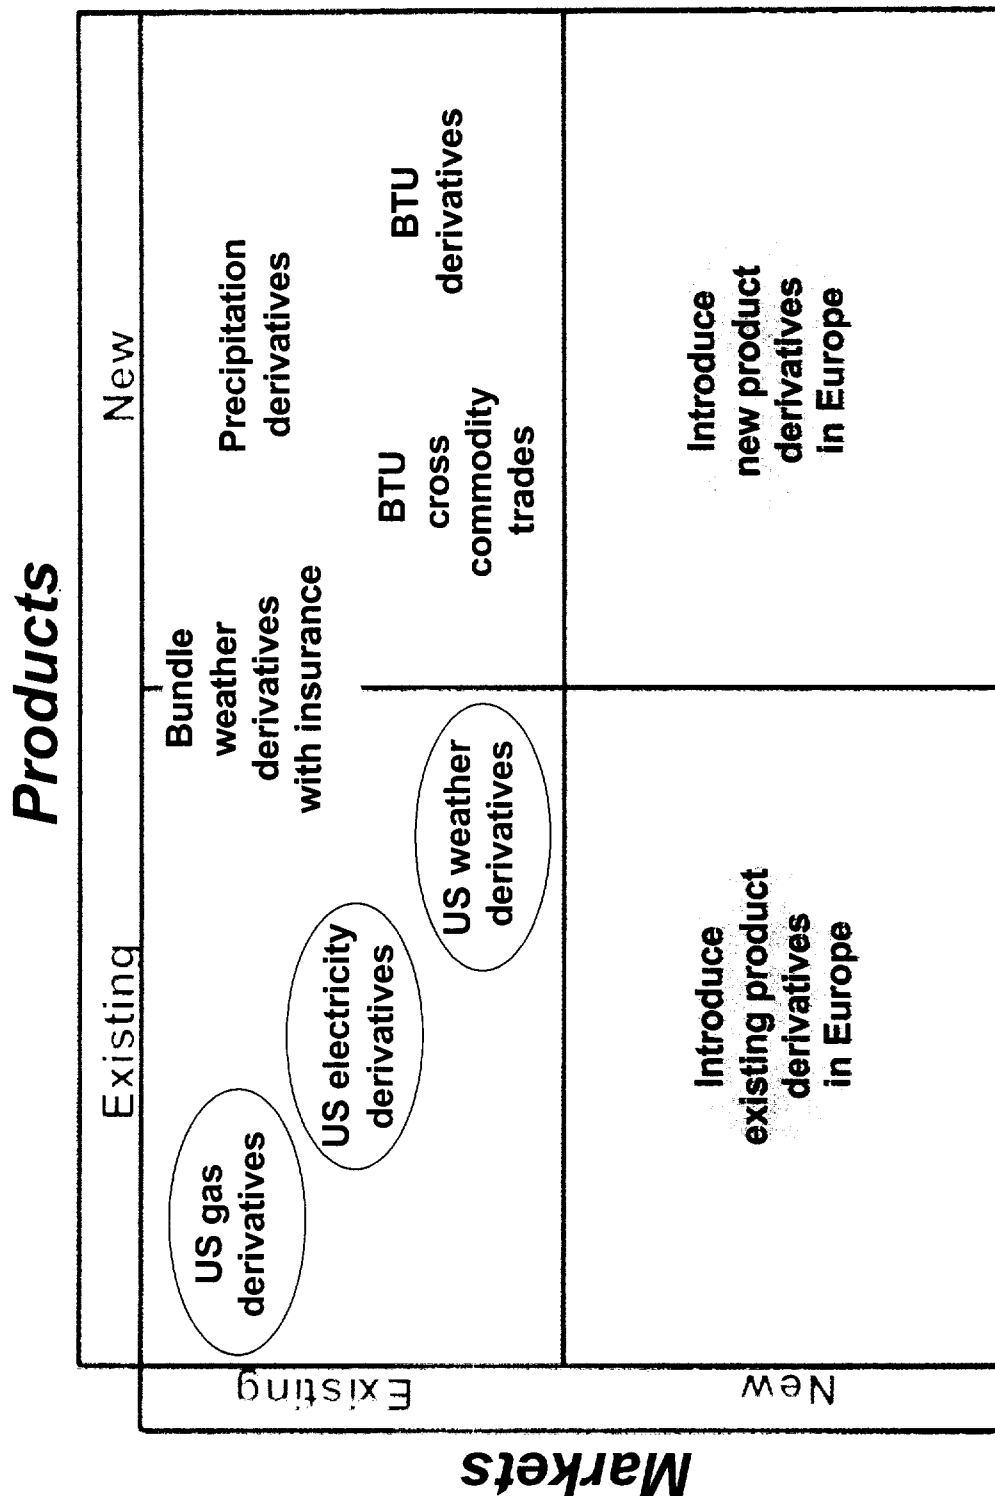 Products
Existing
New
Markets
Existing
US gas
derivatives
US electricity
derivatives
US weather
derivatives
Bundle
weather
derivatives
with insurance
Precipitation
derivatives
BTU
cross
commodity
trades
BTU
derivatives
New
Introduce
existing product
derivatives
in Europe
Introduce
new product
derivatives
in Europe